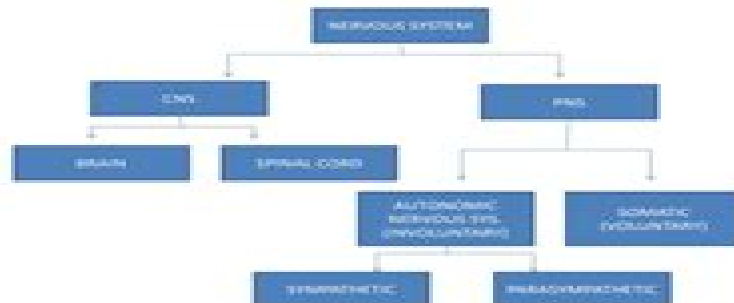 NERVOUS SYSTEM
CNS
PNS
BRAIN
SPINAL CORD
AUTONOMIC
NERVOUS SYS.
(INVOLUNTARY)
SOMATIC
(VOLUNTARY)
SYMPATHETIC
PARASYMPATHETIC